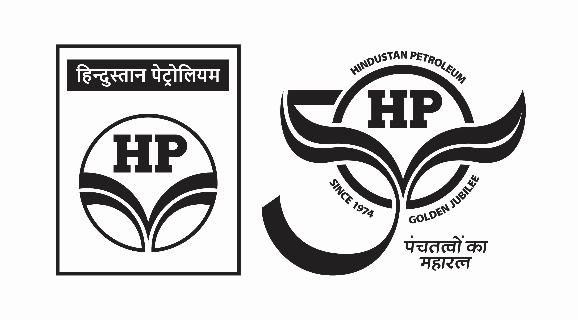 हिन्दुस्तान पेट्रोलियम
HP
HINDUSTAN PETROLEUM
HP
SINCE 1974
GOLDEN JUBILEE
पंचतत्वों का
महारत्न